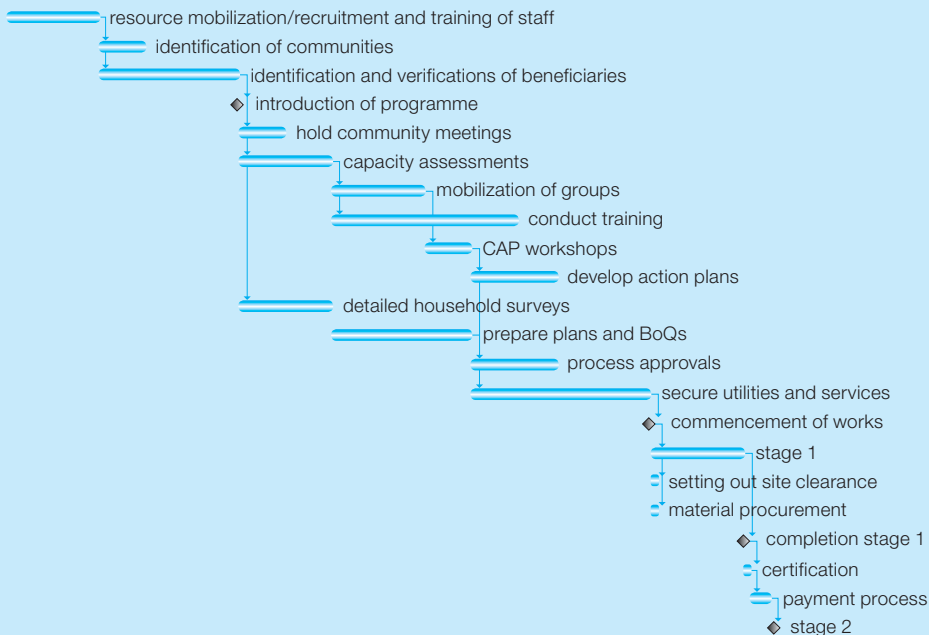 resource mobilization/recruitment and training of staff
identification of communities
identification and verifications of beneficiaries
introduction of programme
hold community meetings
capacity assessments
mobilization of groups
conduct training
CAP workshops
develop action plans
detailed household surveys
prepare plans and BoQs
process approvals
secure utilities and services
commencement of works
stage 1
setting out site clearance
material procurement
completion stage 1
certification
payment process
stage 2